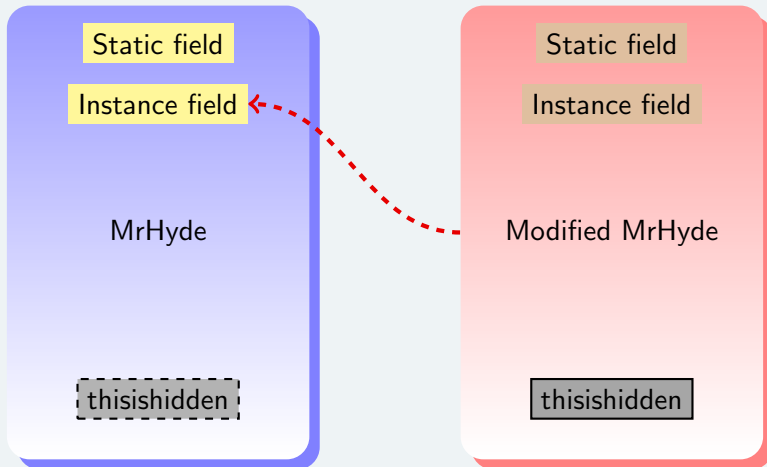 Static field
Instance field
MrHyde
thisishidden
Static field
Instance field
Modified MrHyde
thisishidden